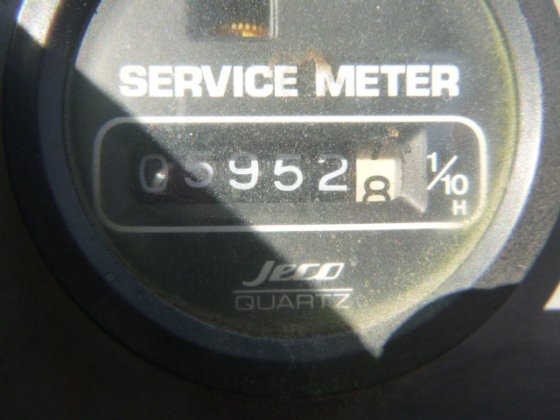 SERVICE METER
05952 8 1/10
H
Jeco
QUARTZ